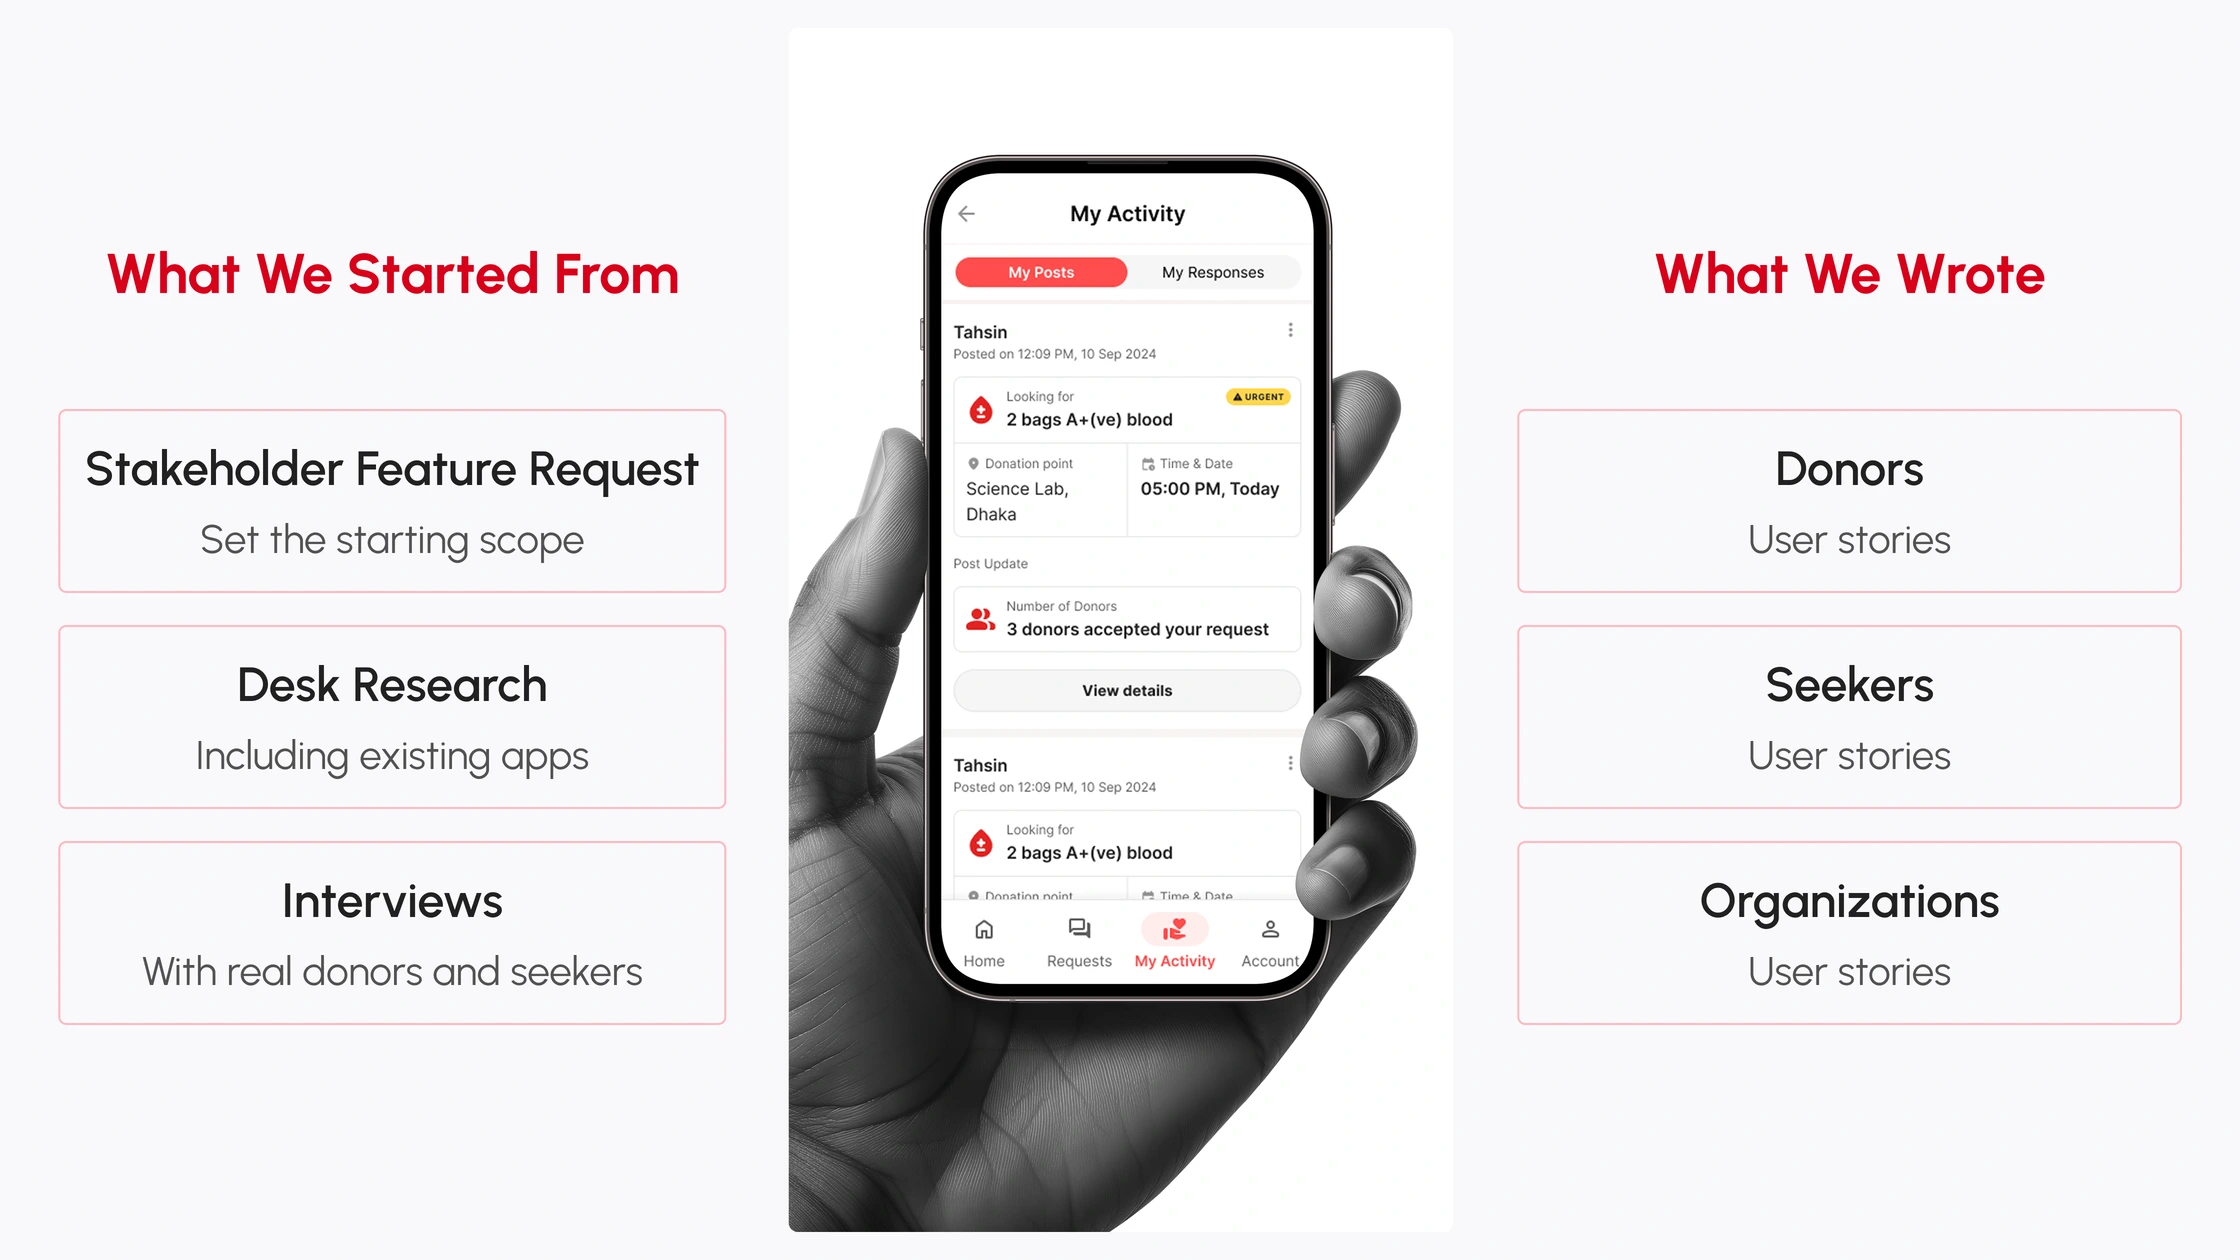 What We Started From
Stakeholder Feature Request
Set the starting scope
Desk Research
Including existing apps
Interviews
With real donors and seekers
My Activity
My Posts
My Responses
Tahsin
Posted on 12:09 PM, 10 Sep 2024
Looking for
URGENT
2 bags A+(ve) blood
Donation point
Science Lab,
Dhaka
Time & Date
05:00 PM, Today
Post Update
Number of Donors
3 donors accepted your request
View details
Tahsin
Posted on 12:09 PM, 10 Sep 2024
Looking for
2 bags A+(ve) blood
Donation point
Time & Date
Home
Requests
My Activity
Account
What We Wrote
Donors
User stories
Seekers
User stories
Organizations
User stories